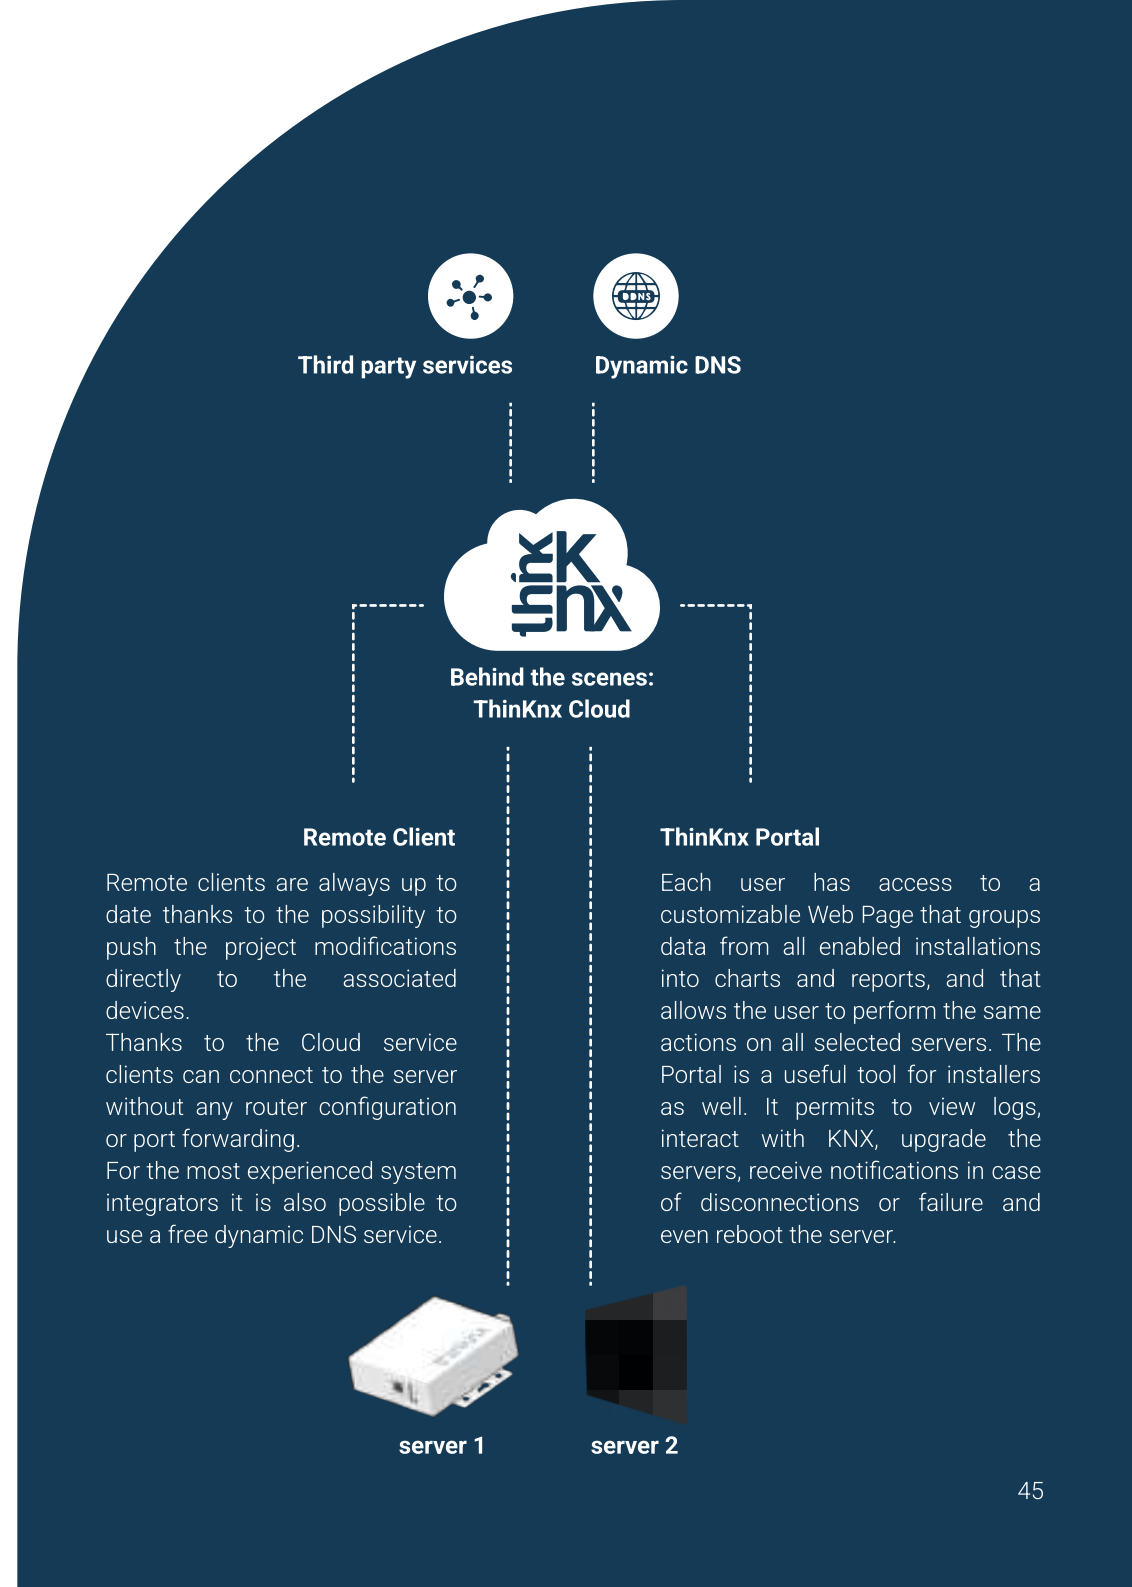 DDNS
Third party services
Dynamic DNS
think
Knx
Behind the scenes:
ThinKnx Cloud
Remote Client
Remote clients are always up to
date thanks to the possibility to
push the project modifications
directly to the associated
devices.
Thanks to the Cloud service
clients can connect to the server
without any router configuration
or port forwarding.
For the most experienced system
integrators it is also possible to
use a free dynamic DNS service.
ThinKnx Portal
Each user has access to a
customizable Web Page that groups
data from all enabled installations
into charts and reports, and that
allows the user to perform the same
actions on all selected servers. The
Portal is a useful tool for installers
as well. It permits to view logs,
interact with KNX, upgrade the
servers, receive notifications in case
of disconnections or failure and
even reboot the server.
server 1
server 2
45